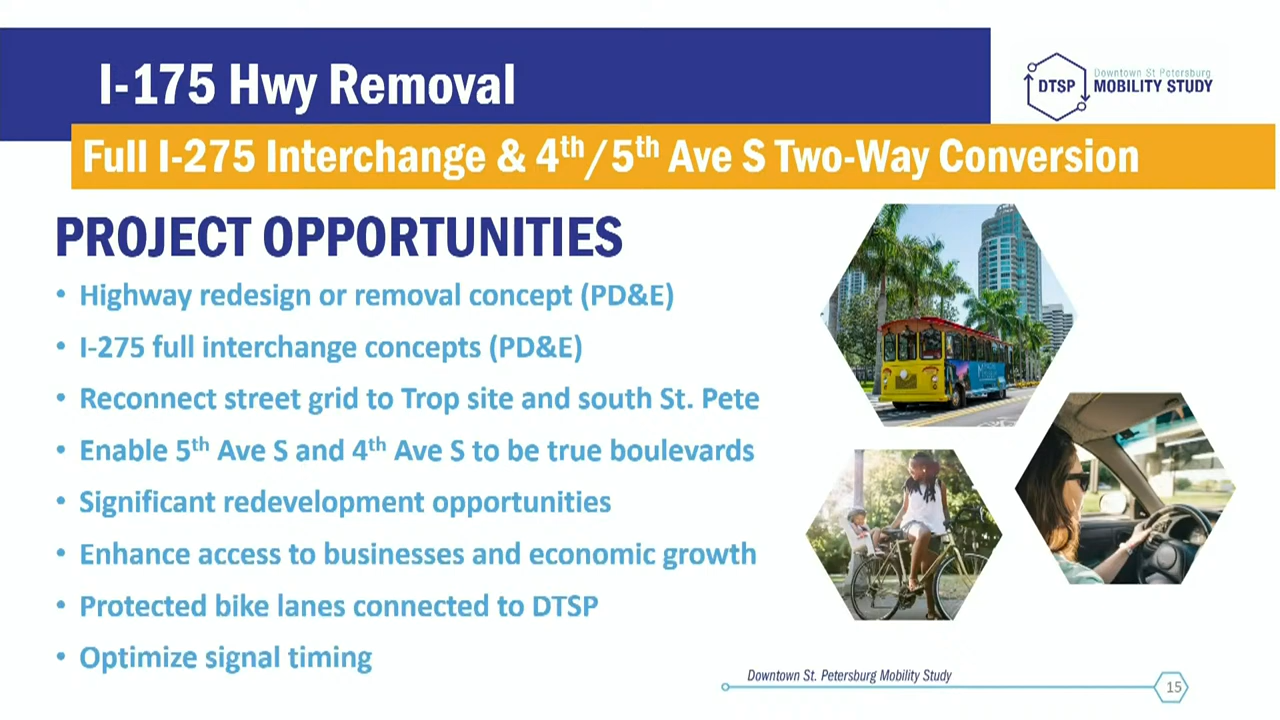 I-175 Hwy Removal
DTSP
Downtown St Petersburg
MOBILITY STUDY
Full I-275 Interchange & 4th/5th Ave S Two-Way Conversion
PROJECT OPPORTUNITIES
• Highway redesign or removal concept (PD&E)
• I-275 full interchange concepts (PD&E)
• Reconnect street grid to Trop site and south St. Pete
• Enable 5th Ave S and 4th Ave S to be true boulevards
• Significant redevelopment opportunities
• Enhance access to businesses and economic growth
• Protected bike lanes connected to DTSP
• Optimize signal timing
Downtown St. Petersburg Mobility Study
15